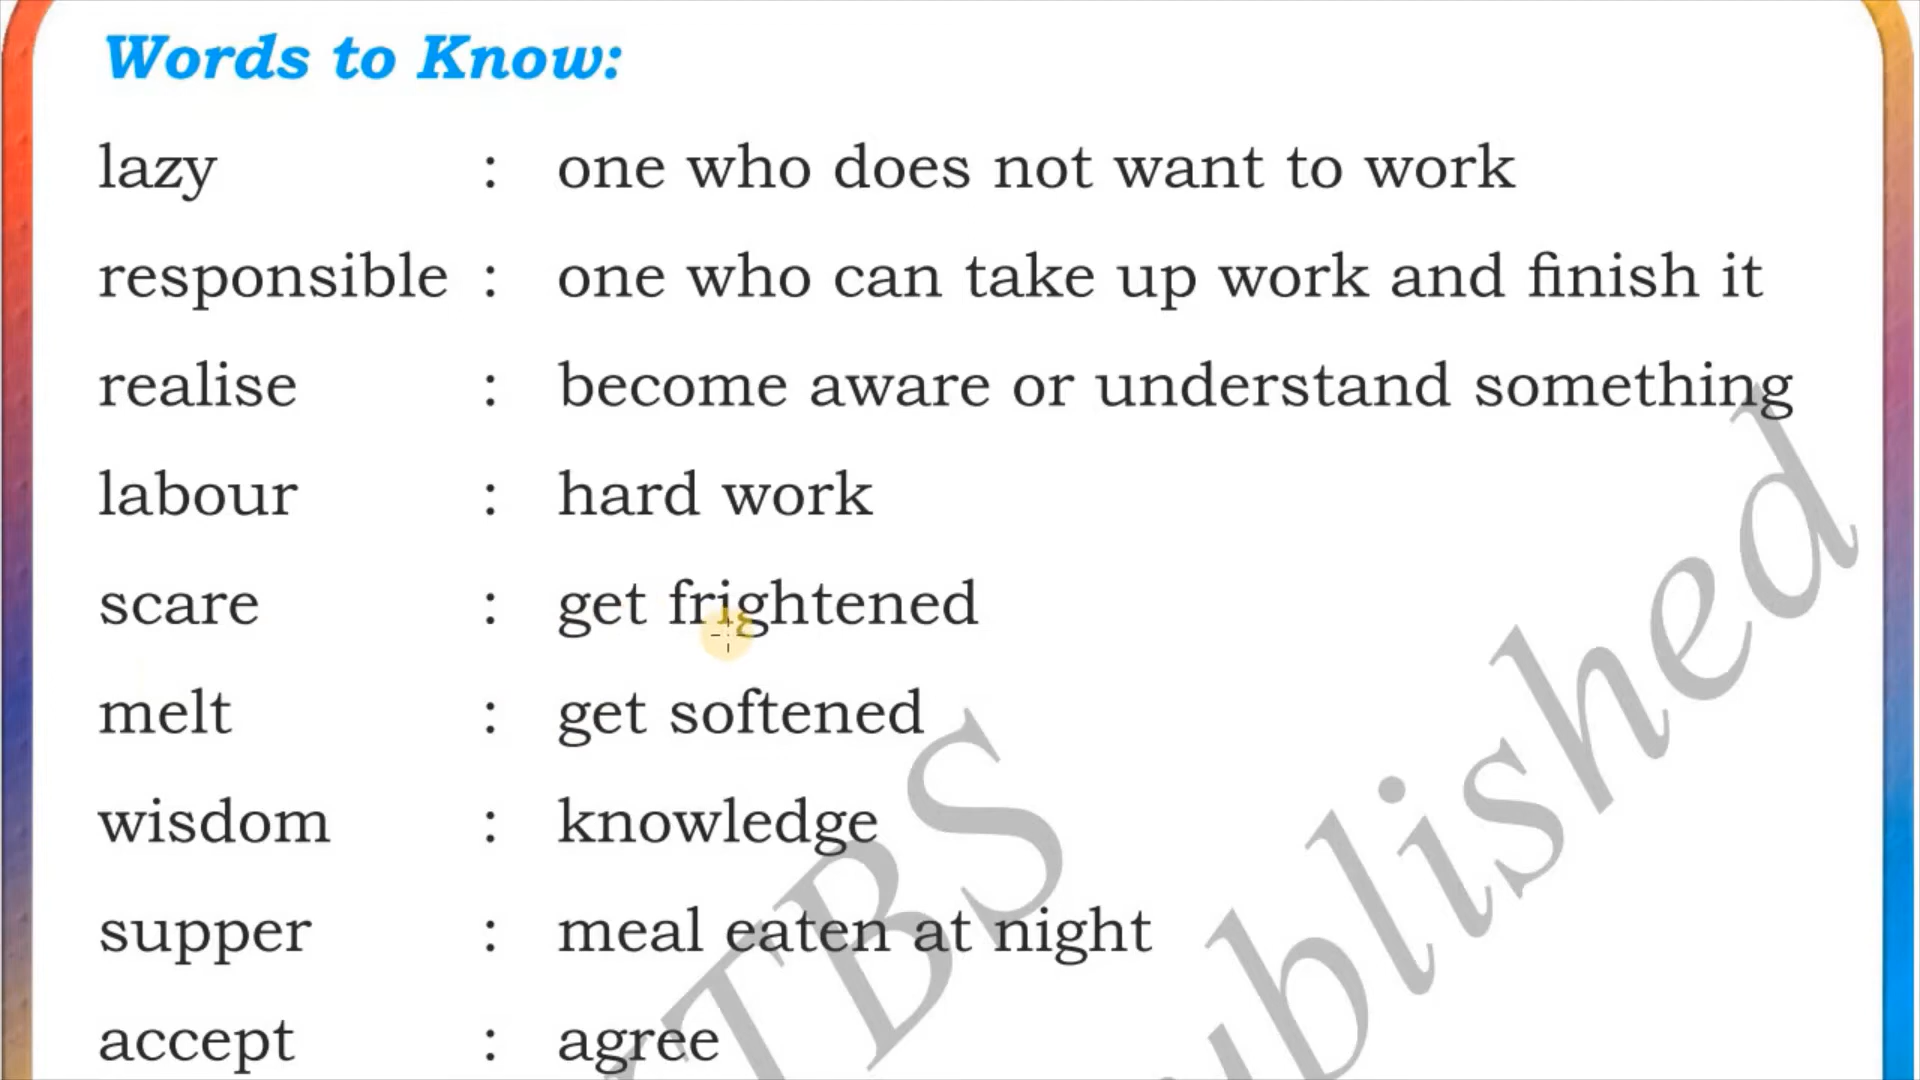 Words to Know:
lazy : one who does not want to work
responsible : one who can take up work and finish it
realise : become aware or understand something
labour : hard work
scare : get frightened
melt : get softened
wisdom : knowledge
supper : meal eaten at night
accept : agree
TBS
ublished